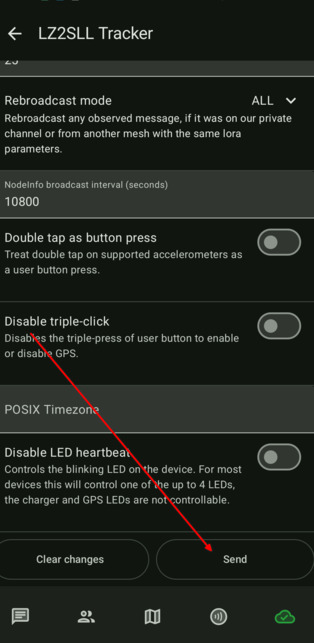 LZ2SLL Tracker
Rebroadcast mode
ALL
Rebroadcast any observed message, if it was on our private
channel or from another mesh with the same lora
parameters.
NodeInfo broadcast interval (seconds)
10800
Double tap as button press
Treat double tap on supported accelerometers as
a user button press.
Disable triple-click
Disables the triple-press of user button to enable
or disable GPS.
POSIX Timezone
Disable LED heartbeat
Controls the blinking LED on the device. For most
devices this will control one of the up to 4 LEDs,
the charger and GPS LEDs are not controllable.
Clear changes
Send